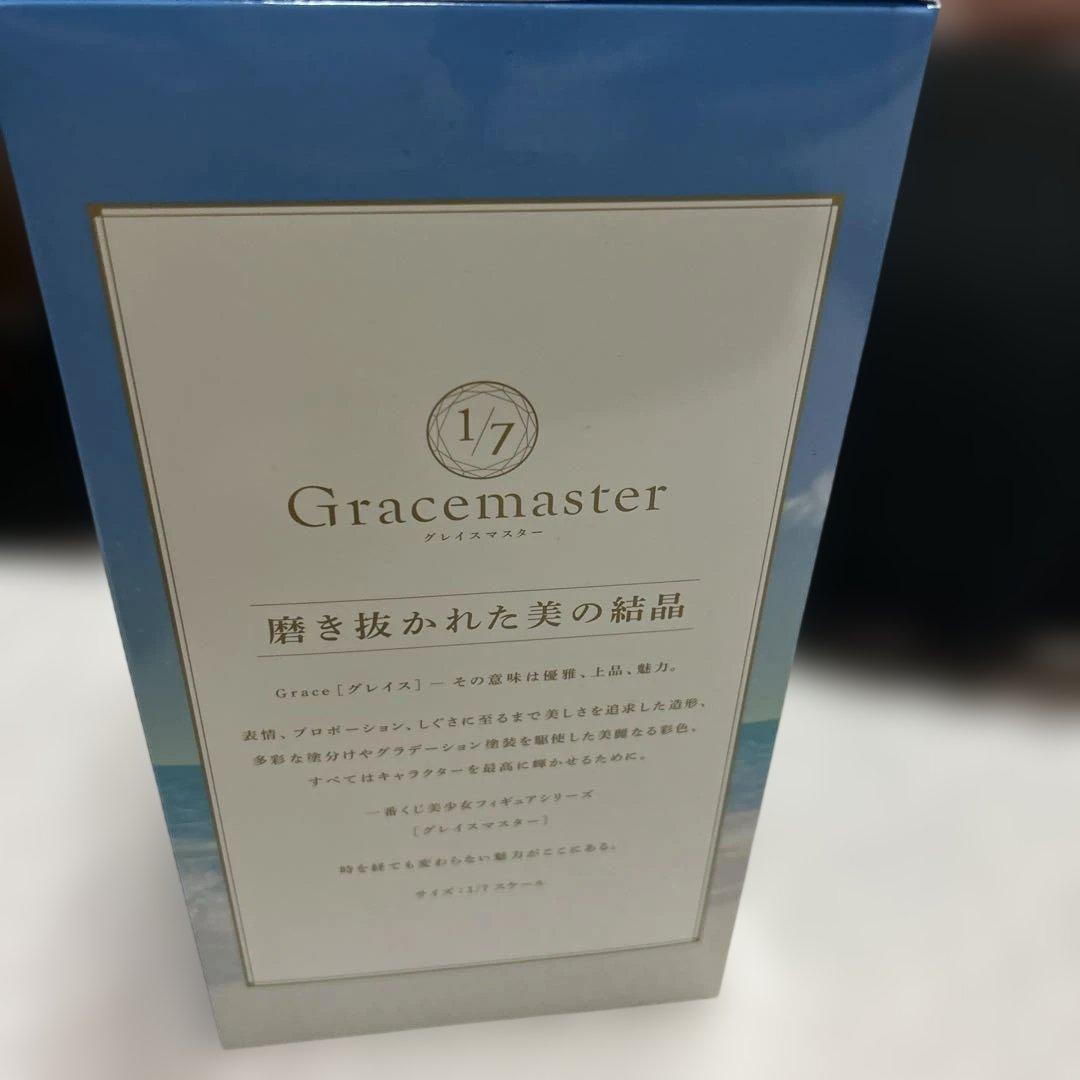 1/7
Gracemaster
グレイスマスター
磨き抜かれた美の結晶
Grace［グレイス］― その意味は優雅、上品、魅力。
表情、プロポーション、しぐさに至るまで美しさを追求した造形、
多彩な塗分けやグラデーション塗装を駆使した美麗なる彩色、
すべてはキャラクターを最高に輝かせるために。
一番くじ美少女フィギュアシリーズ
［グレイスマスター］
時を経ても変わらない魅力がここにある。
サイズ：1/7スケール